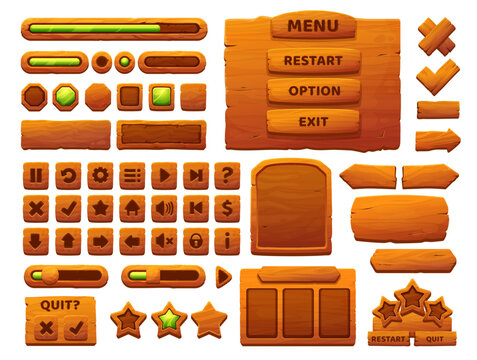 MENU
RESTART
OPTION
EXIT
?
$
i
QUIT?
RESTART QUIT